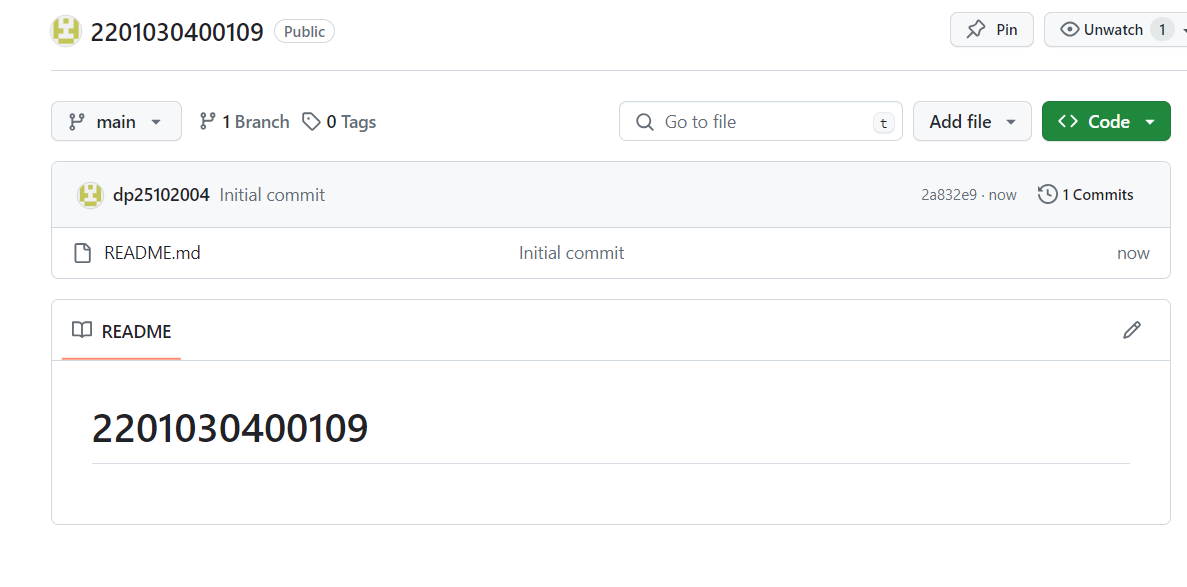 2201030400109 Public Pin Unwatch 1
main 1 Branch 0 Tags Go to file t Add file Code
dp25102004 Initial commit 2a832e9 · now 1 Commits
README.md Initial commit now
README
2201030400109